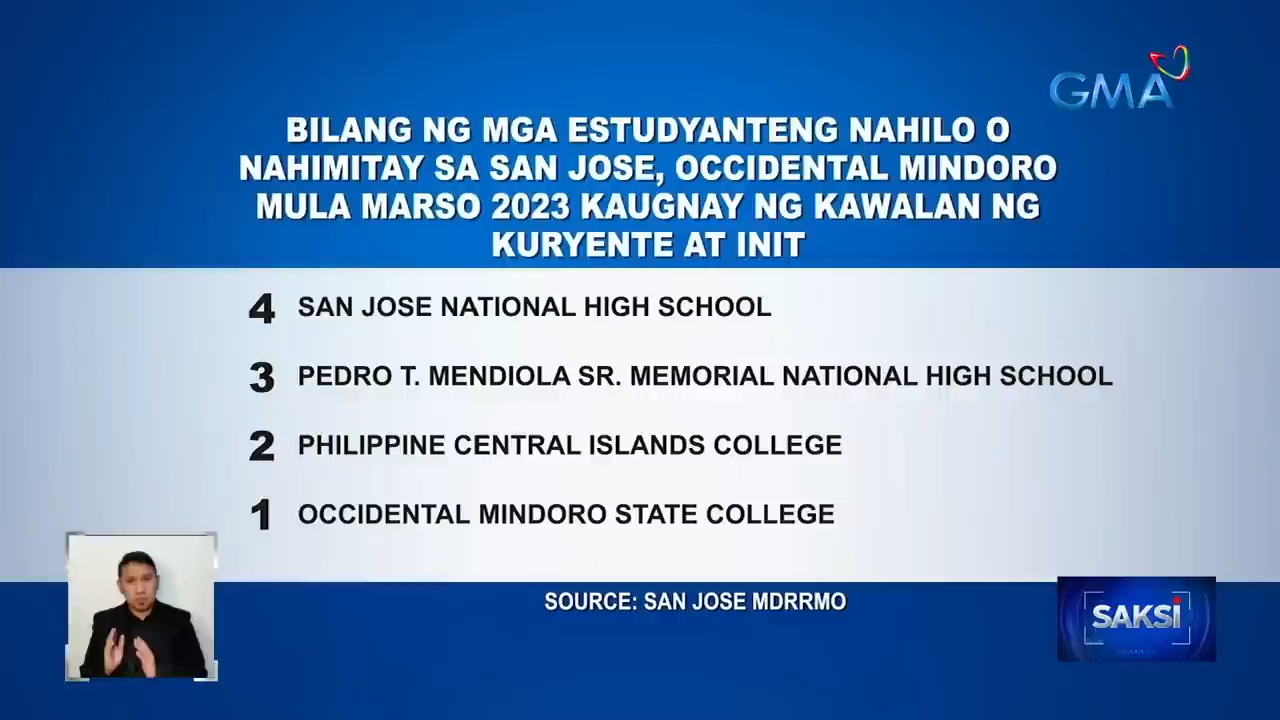 GMA
BILANG NG MGA ESTUDYANTENG NAHILO O
NAHIMITAY SA SAN JOSE, OCCIDENTAL MINDORO
MULA MARSO 2023 KAUGNAY NG KAWALAN NG
KURYENTE AT INIT
4 SAN JOSE NATIONAL HIGH SCHOOL
3 PEDRO T. MENDIOLA SR. MEMORIAL NATIONAL HIGH SCHOOL
2 PHILIPPINE CENTRAL ISLANDS COLLEGE
1 OCCIDENTAL MINDORO STATE COLLEGE
SOURCE: SAN JOSE MDRRMO
SAKSI